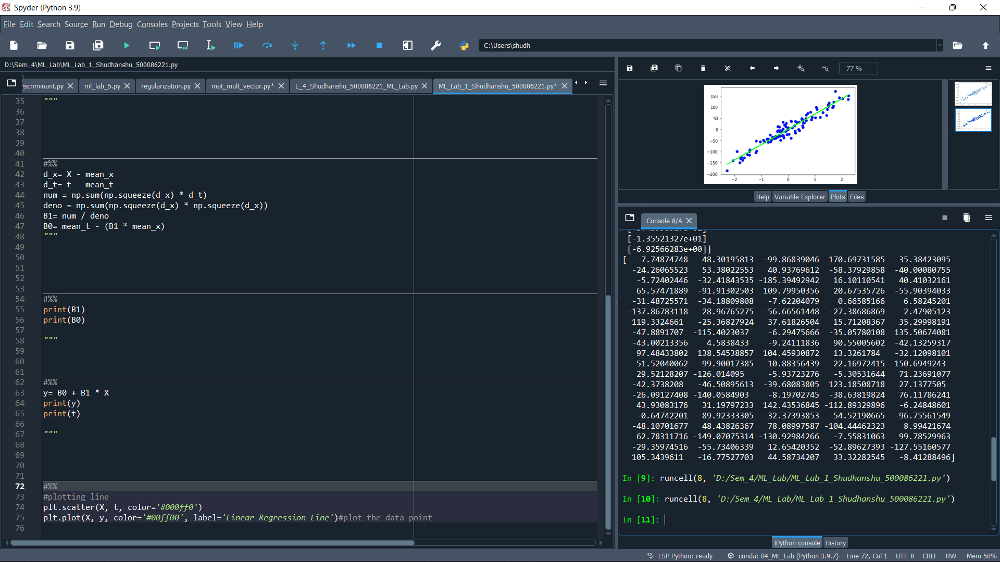 Spyder (Python 3.9)
File Edit Search Source Run Debug Consoles Projects Tools View Help
C:\Users\shudh
D:\Sem_4\ML_Lab\ML_Lab_1_Shudhanshu_500086221.py
iscriminant.py ml_lab_5.py regularization.py mat_mult_vector.py* E_4_Shudhanshu_500086221_ML_Lab.py ML_Lab_1_Shudhanshu_500086221.py*
35 """
36
37
38
39
40
41 #%%
42 d_x= X - mean_x
43 d_t= t - mean_t
44 num = np.sum(np.squeeze(d_x) * d_t)
45 deno = np.sum(np.squeeze(d_x) * np.squeeze(d_x))
46 B1= num / deno
47 B0= mean_t - (B1 * mean_x)
48 """
49
50
51
52
53
54 #%%
55 print(B1)
56 print(B0)
57
58 """
59
60
61
62 #%%
63 y= B0 + B1 * X
64 print(y)
65 print(t)
66
67 """
68
69
70
71
72 #%%
73 #plotting line
74 plt.scatter(X, t, color='#000ff0')
75 plt.plot(X, y, color='#00ff00', label='Linear Regression Line')#plot the data point
76
77 %
150
100
50
0
−50
−100
−150
−200
−2 −1 0 1 2
Help Variable Explorer Plots Files
Console 8/A
[-1.35521327e+01]
[-6.92566283e+00]]
[ 7.74874748 48.30195813 -99.86839046 170.69731585 35.38423095
-24.26065523 53.38022553 40.93769612 -58.37929858 -40.00080755
-5.72402446 -32.41843535 -185.39492942 16.10110541 40.41032161
65.57471889 -91.91302503 109.79950356 20.67535726 -55.90394033
-31.48725571 -34.18809808 -7.62204079 0.66585166 6.58245201
-137.86783118 28.96765275 -56.66561448 -27.38686869 2.47905123
119.3324661 -25.36827924 37.61826504 15.71208367 35.29998191
-47.8891707 -115.4023037 -6.29475666 -35.05780108 135.50674081
-43.00213356 4.5838433 -9.24111836 90.55005602 -42.13259317
97.48433802 138.54538857 104.45930872 13.3261784 -32.12098101
51.52040062 -99.90017385 10.88356439 -22.16972415 150.6949243
29.52128207 -126.014095 -5.93723276 -5.30531644 71.23691077
-42.3738208 -46.50895613 -39.68083805 123.18508718 27.1377505
-26.09127408 -140.0584903 -8.19702745 -38.63819824 76.11786241
43.93083176 31.19797233 142.43536845 -112.89329896 -6.24848601
-0.64742201 89.92333305 32.37393853 54.52190665 -96.75561549
-48.10701677 48.43826367 78.08997587 -104.44462323 8.99421674
62.78311716 -149.07075314 -130.92984266 -7.55831063 99.78529963
-29.35974516 -55.73406339 12.65420352 -52.89627393 -127.55160577
105.3439611 -16.77527703 44.58734207 33.32282545 -8.41288496]
In [9]: runcell(8, 'D:/Sem_4/ML_Lab/ML_Lab_1_Shudhanshu_500086221.py')
In [10]: runcell(8, 'D:/Sem_4/ML_Lab/ML_Lab_1_Shudhanshu_500086221.py')
In [11]:
IPython console History
LSP Python: ready conda: B4_ML_Lab (Python 3.9.7) Line 72, Col 1 UTF-8 CRLF RW Mem 50%